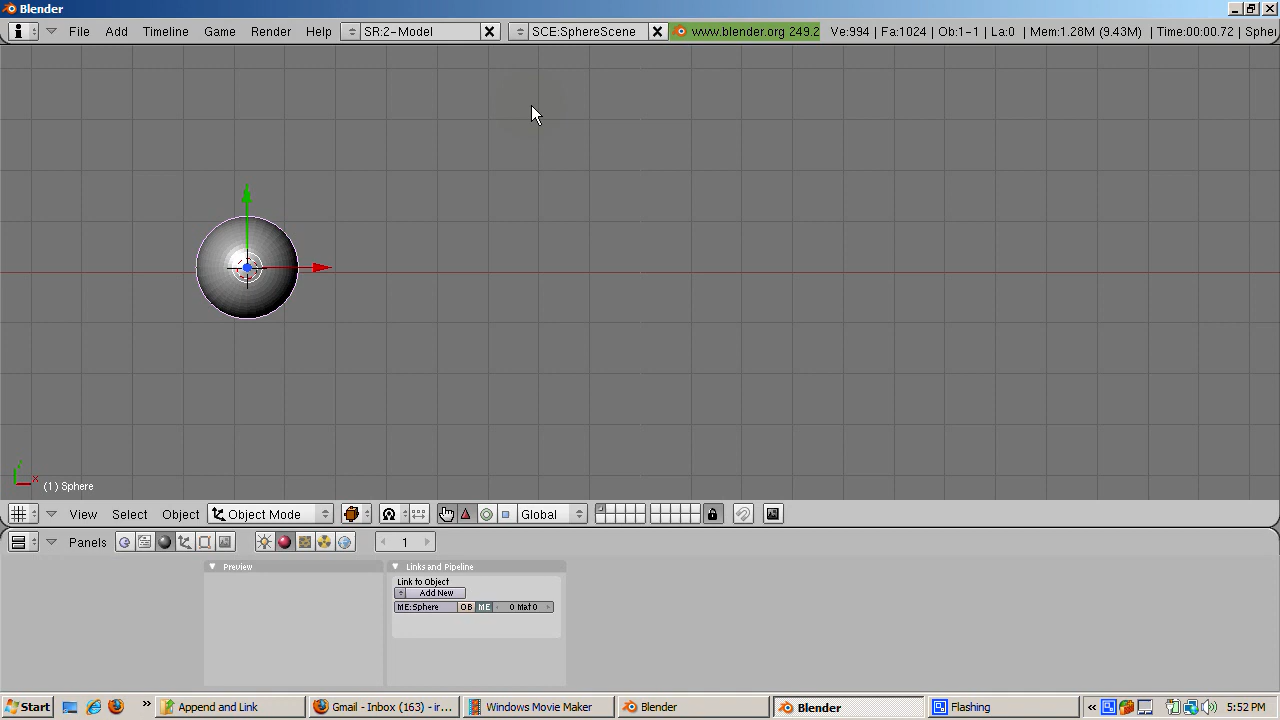 Blender
File Add Timeline Game Render Help SR:2-Model SCE:SphereScene www.blender.org 249.2 Ve:994 | Fa:1024 | Ob:1-1 | La:0 | Mem:1.28M (9.43M) | Time:00:00.72 | Spher
(1) Sphere
View Select Object Object Mode Global
Panels 1
Preview Links and Pipeline
Link to Object
Add New
ME:Sphere OB ME 0 Mat 0
Start » Append and Link Gmail - Inbox (163) - ir... Windows Movie Maker Blender Blender Flashing « 5:52 PM